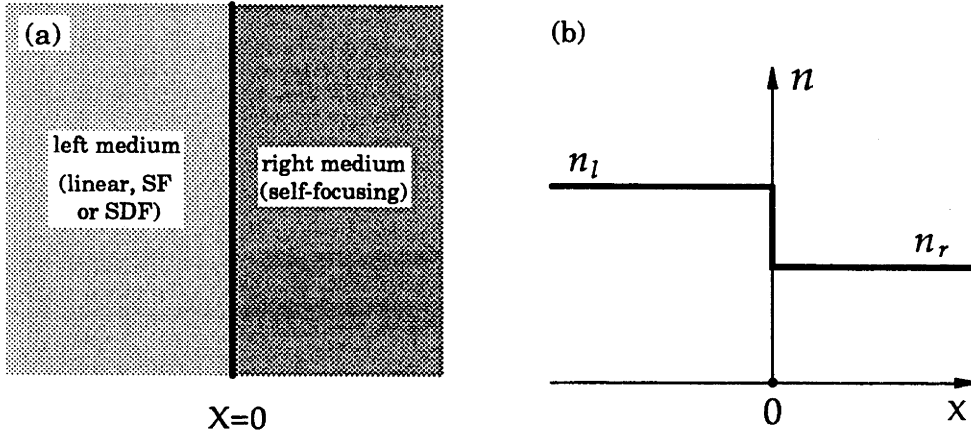 (a)
left medium
(linear, SF
or SDF)
right medium
(self-focusing)
X=0
(b)
n
n_l
n_r
0
X